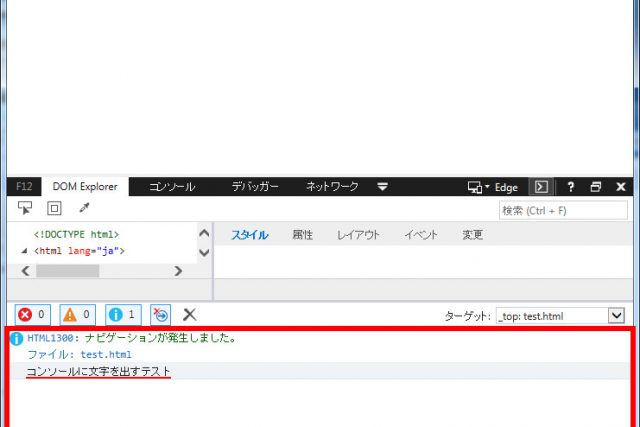 F12 DOM Explorer コンソール デバッガー ネットワーク Edge ?
検索 (Ctrl + F)
<!DOCTYPE html>
<html lang="ja">
スタイル 属性 レイアウト イベント 変更
0 0 1 ターゲット: _top: test.html
HTML1300: ナビゲーションが発生しました。
ファイル: test.html
コンソールに文字を出すテスト